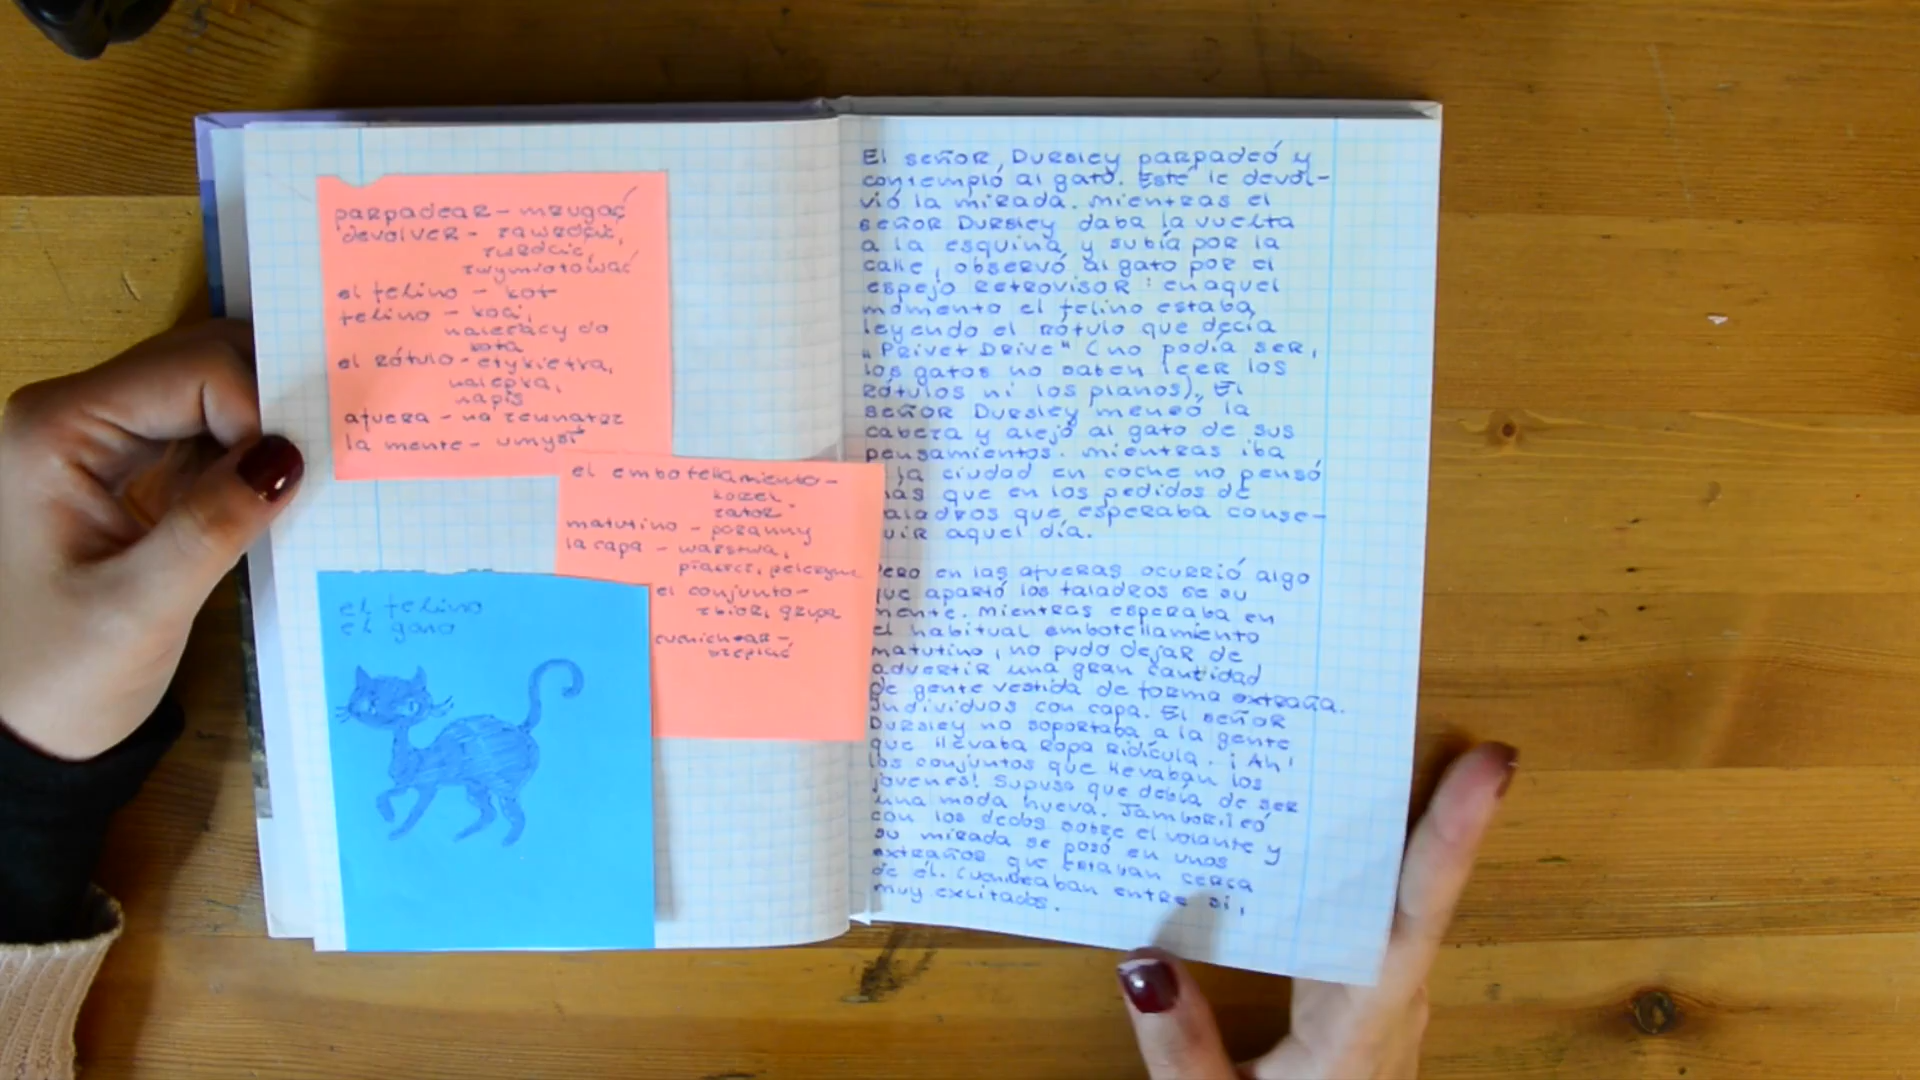 parpadear - mrugać
devolver - zawrócić,
zwrócić,
zwymiotować
el felino - kot
felino - koci,
należący do
kota
el rótulo - etykietka,
nalepka,
napis
afuera - na zewnątrz
la mente - umysł
el embotellamiento -
korek,
zator
matutino - poranny
la capa - warstwa,
płaszcz, peleryna
el conjunto -
zbiór, grupa
cuchichear -
szeptać
el felino
el gato
El señor Dursley parpadeó y
contempló al gato. Éste le devol-
vió la mirada. Mientras el
señor Dursley daba la vuelta
a la esquina y subía por la
calle, observó al gato por el
espejo retrovisor: en aquel
momento el felino estaba
leyendo el rótulo que decía
"Privet Drive" (no podía ser,
los gatos no saben leer los
rótulos ni los planos). El
señor Dursley meneó la
cabeza y alejó al gato de sus
pensamientos. Mientras iba
la ciudad en coche no pensó
más que en los pedidos de
taladros que esperaba conse-
guir aquel día.
Pero en las afueras ocurrió algo
que apartó los taladros de su
mente. Mientras esperaba en
el habitual embotellamiento
matutino, no pudo dejar de
advertir una gran cantidad
de gente vestida de forma extraña.
Individuos con capa. El señor
Dursley no soportaba a la gente
que llevaba ropa ridícula. ¡Ah!
los conjuntos que llevaban los
jóvenes! Supuso que debía de ser
una moda nueva. Tamborileó
con los dedos sobre el volante y
su mirada se posó en unos
extraños que estaban cerca
de él. Cuchicheaban entre sí,
muy excitados.